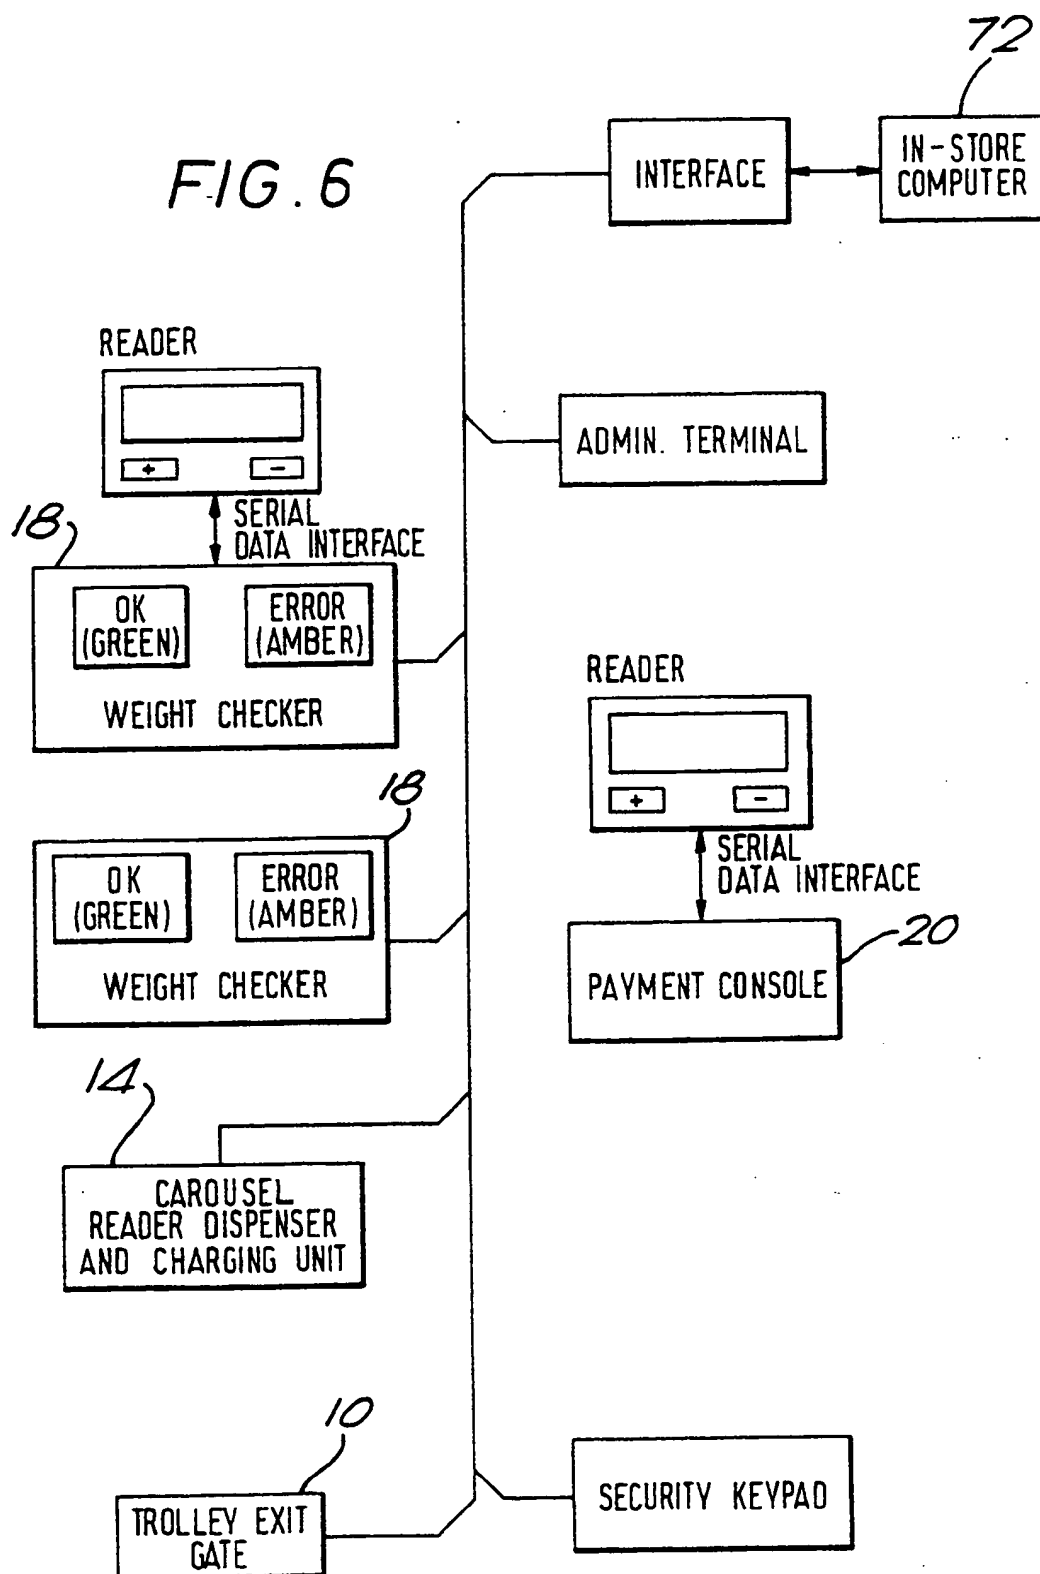 72
FIG. 6
INTERFACE
IN-STORE
COMPUTER
READER
+ −
ADMIN. TERMINAL
SERIAL
DATA INTERFACE
18
OK
(GREEN)
ERROR
(AMBER)
WEIGHT CHECKER
READER
+ −
SERIAL
DATA INTERFACE
18
OK
(GREEN)
ERROR
(AMBER)
WEIGHT CHECKER
20
PAYMENT CONSOLE
14
CAROUSEL
READER DISPENSER
AND CHARGING UNIT
10
TROLLEY EXIT
GATE
SECURITY KEYPAD